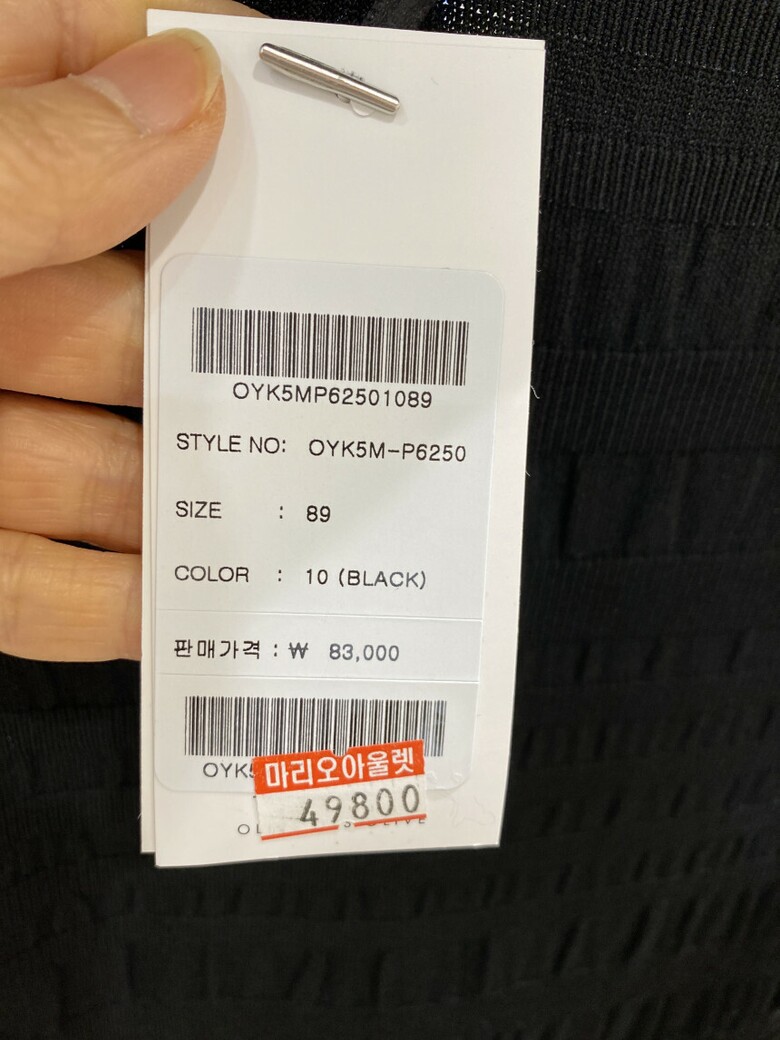 OYK5MP62501089
STYLE NO: OYK5M-P6250
SIZE : 89
COLOR : 10 (BLACK)
판매가격 : ₩ 83,000
OYK5
마리오아울렛
49800